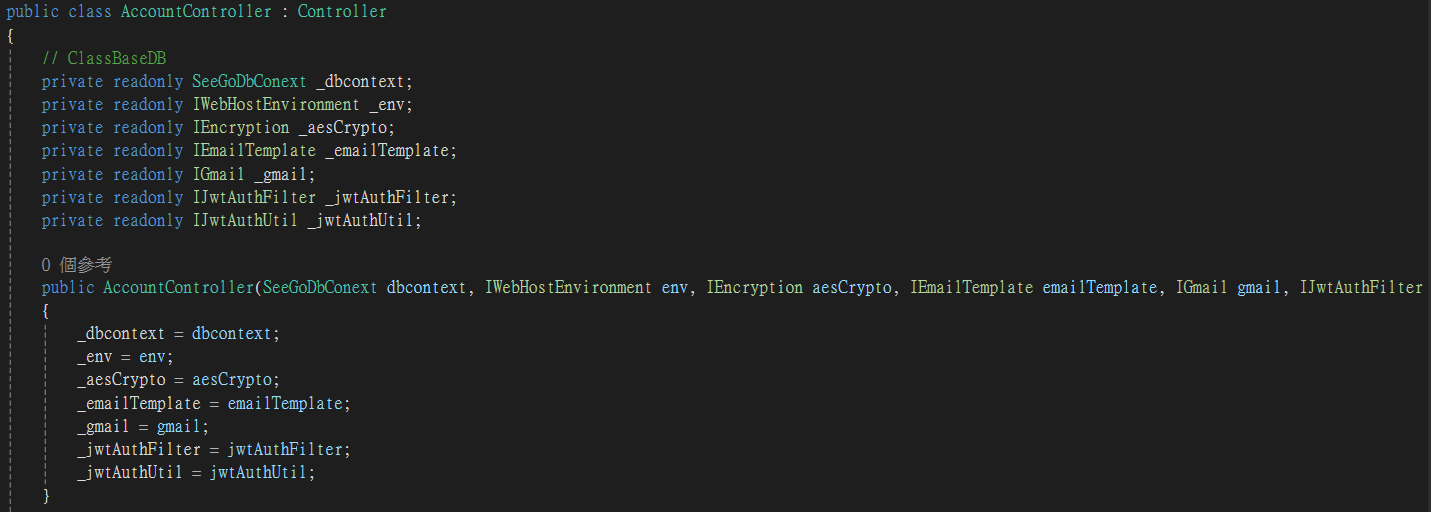 public class AccountController : Controller
{
// ClassBaseDB
private readonly SeeGoDbConext _dbcontext;
private readonly IWebHostEnvironment _env;
private readonly IEncryption _aesCrypto;
private readonly IEmailTemplate _emailTemplate;
private readonly IGmail _gmail;
private readonly IJwtAuthFilter _jwtAuthFilter;
private readonly IJwtAuthUtil _jwtAuthUtil;
0 個參考
public AccountController(SeeGoDbConext dbcontext, IWebHostEnvironment env, IEncryption aesCrypto, IEmailTemplate emailTemplate, IGmail gmail, IJwtAuthFilter
{
_dbcontext = dbcontext;
_env = env;
_aesCrypto = aesCrypto;
_emailTemplate = emailTemplate;
_gmail = gmail;
_jwtAuthFilter = jwtAuthFilter;
_jwtAuthUtil = jwtAuthUtil;
}